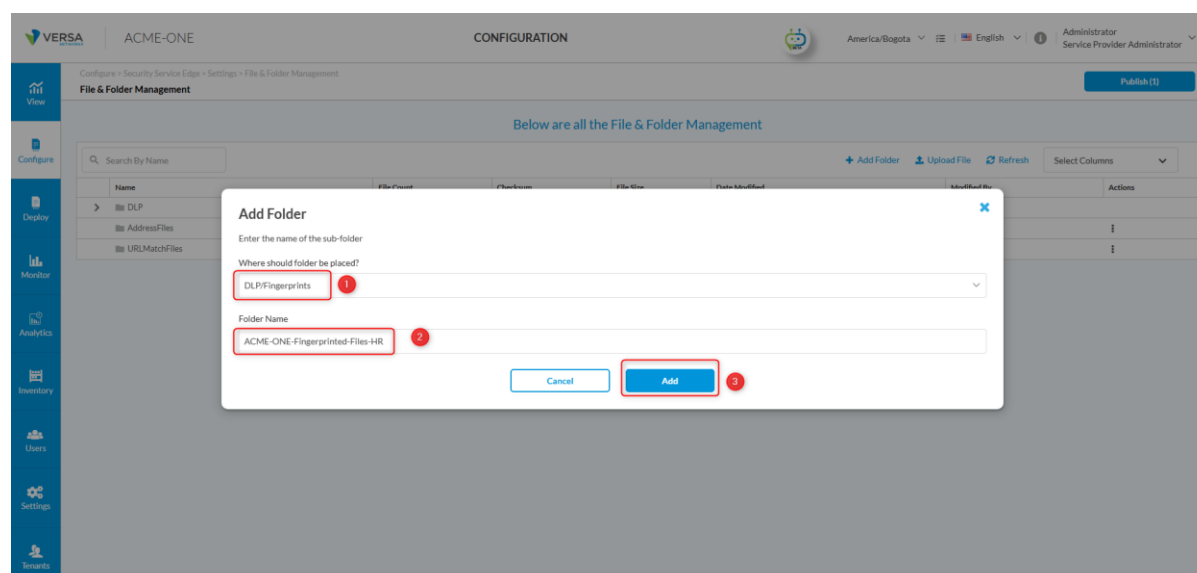 VERSA
NETWORKS
ACME-ONE
CONFIGURATION
America/Bogota
English
Administrator
Service Provider Administrator
Configure > Security Service Edge > Settings > File & Folder Management
File & Folder Management
Publish (1)
View
Configure
Deploy
Monitor
Analytics
Inventory
Users
Settings
Tenants
Below are all the File & Folder Management
Search By Name
Add Folder
Upload File
Refresh
Select Columns
Name File Count Checksum File Size Date Modified Modified By Actions
DLP
AddressFiles
URLMatchFiles
Add Folder
Enter the name of the sub-folder
Where should folder be placed?
DLP/Fingerprints
1
Folder Name
ACME-ONE-Fingerprinted-Files-HR
2
Cancel
Add
3